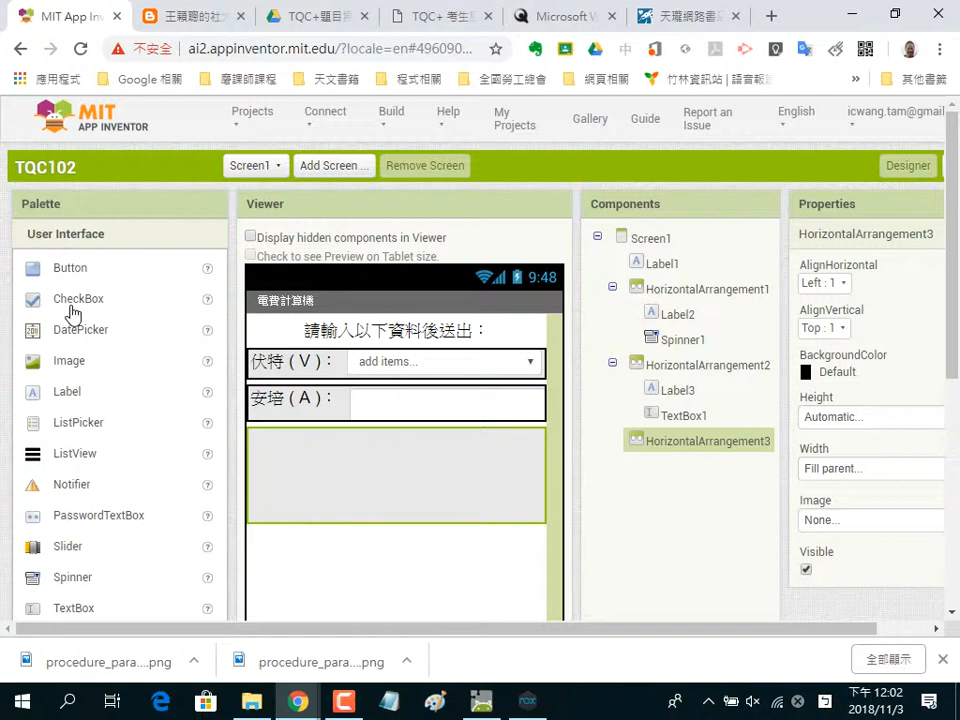 MIT App Inv
王穎聰的社大
TQC+題目操
TQC+ 考生民
Microsoft W
天瓏網路書店
不安全
ai2.appinventor.mit.edu/?locale=en#496090...
應用程式
Google 相關
磨課師課程
天文書籍
程式相關
全國勞工總會
網頁相關
竹林資訊站 | 語音報
»
其他書籤
MIT
APP INVENTOR
Projects
Connect
Build
Help
My Projects
Gallery
Guide
Report an Issue
English
icwang.tam@gmail
TQC102
Screen1
Add Screen ...
Remove Screen
Designer
Palette
User Interface
Button
CheckBox
DatePicker
Image
Label
ListPicker
ListView
Notifier
PasswordTextBox
Slider
Spinner
TextBox
Viewer
Display hidden components in Viewer
Check to see Preview on Tablet size.
9:48
電費計算機
請輸入以下資料後送出：
伏特（V）：
add items...
安培（A）：
Components
Screen1
Label1
HorizontalArrangement1
Label2
Spinner1
HorizontalArrangement2
Label3
TextBox1
HorizontalArrangement3
Properties
HorizontalArrangement3
AlignHorizontal
Left : 1
AlignVertical
Top : 1
BackgroundColor
Default
Height
Automatic...
Width
Fill parent...
Image
None...
Visible
procedure_para....png
procedure_para....png
全部顯示
下午 12:02
2018/11/3